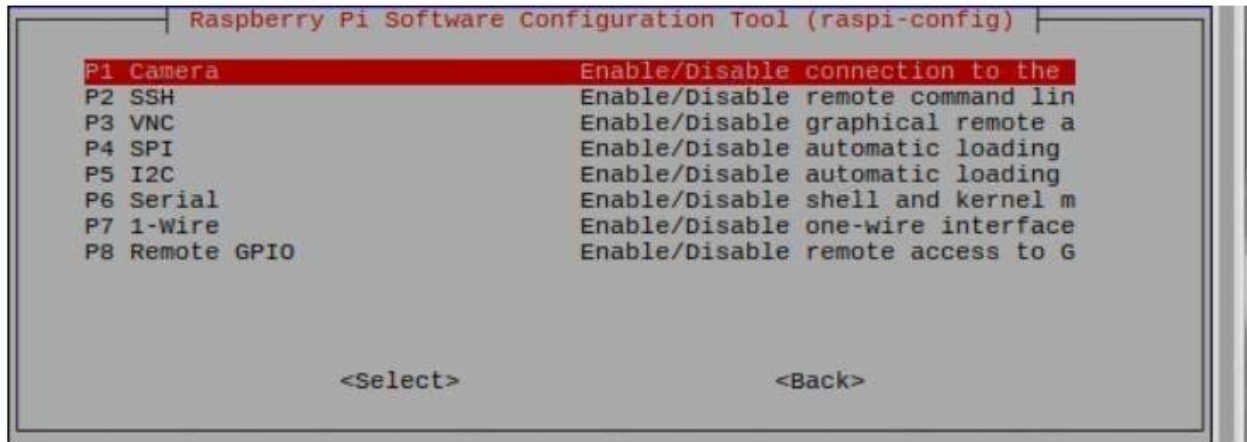 Raspberry Pi Software Configuration Tool (raspi-config)
P1 Camera Enable/Disable connection to the
P2 SSH Enable/Disable remote command lin
P3 VNC Enable/Disable graphical remote a
P4 SPI Enable/Disable automatic loading
P5 I2C Enable/Disable automatic loading
P6 Serial Enable/Disable shell and kernel m
P7 1-Wire Enable/Disable one-wire interface
P8 Remote GPIO Enable/Disable remote access to G
<Select> <Back>